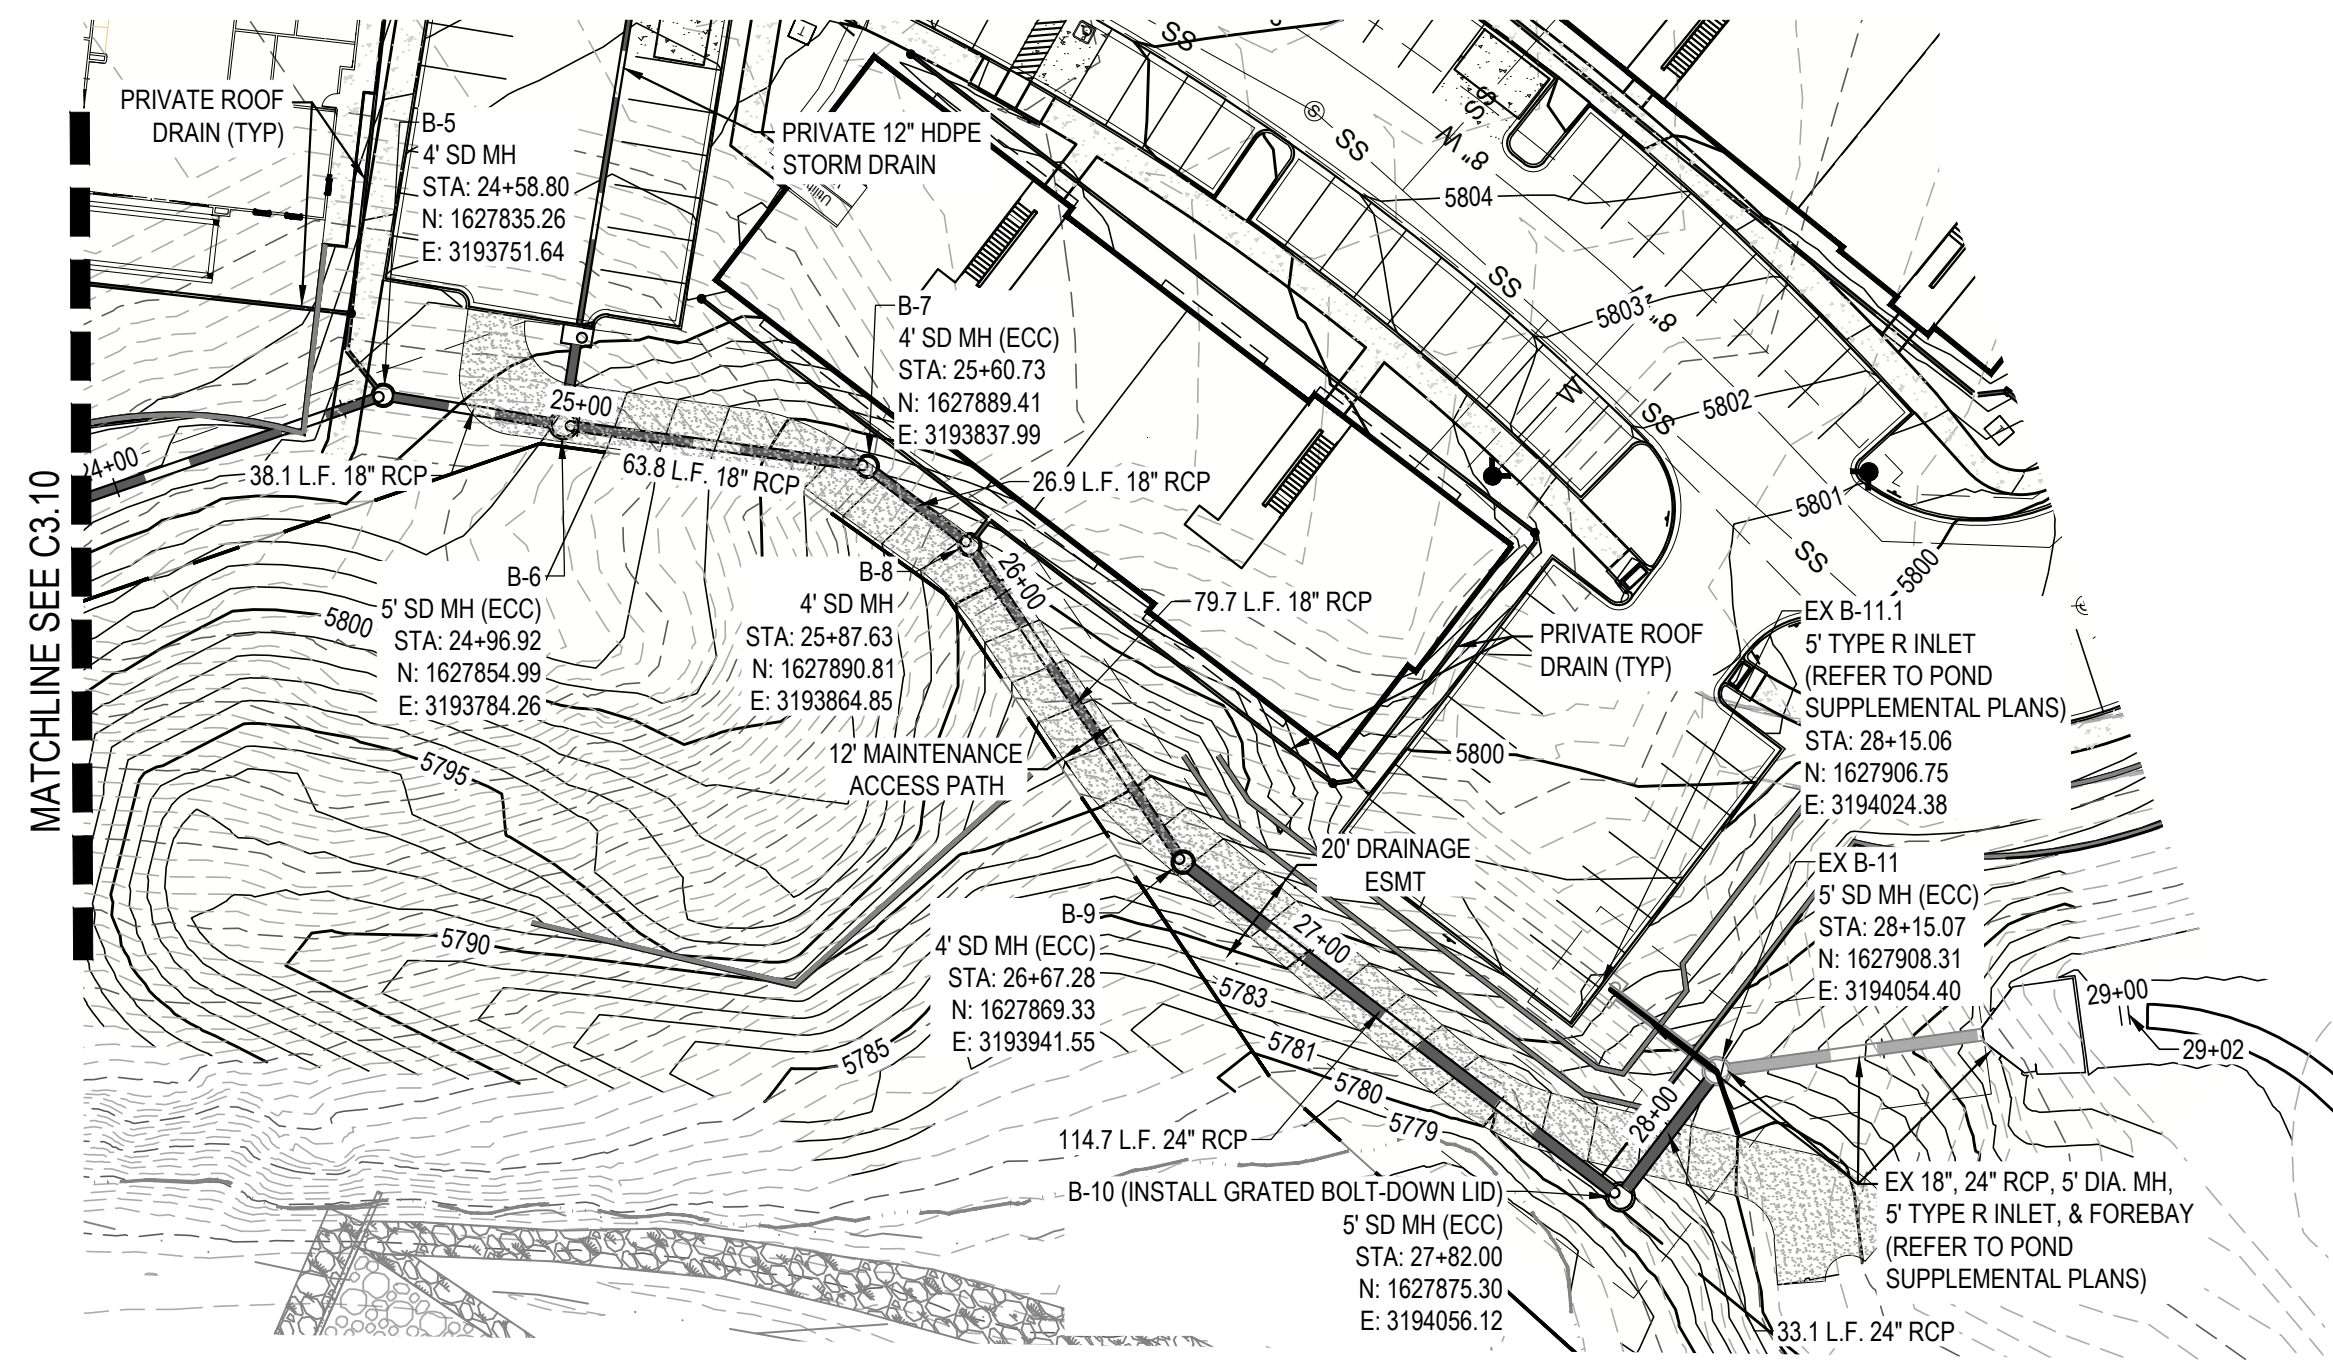 PRIVATE ROOF
DRAIN (TYP)
B-5
4' SD MH
STA: 24+58.80
N: 1627835.26
E: 3193751.64
PRIVATE 12" HDPE
STORM DRAIN
SS
SS
SS
8" W
5804
SS
5803
8"
W
SS
5802
5801
SS
5800
B-7
4' SD MH (ECC)
STA: 25+60.73
N: 1627889.41
E: 3193837.99
MATCHLINE SEE C3.10
24+00
25+00
38.1 L.F. 18" RCP
63.8 L.F. 18" RCP
26.9 L.F. 18" RCP
B-6
5' SD MH (ECC)
STA: 24+96.92
N: 1627854.99
E: 3193784.26
B-8
4' SD MH
STA: 25+87.63
N: 1627890.81
E: 3193864.85
26+00
79.7 L.F. 18" RCP
PRIVATE ROOF
DRAIN (TYP)
EX B-11.1
5' TYPE R INLET
(REFER TO POND
SUPPLEMENTAL PLANS)
STA: 28+15.06
N: 1627906.75
E: 3194024.38
5800
5795
12' MAINTENANCE
ACCESS PATH
5800
20' DRAINAGE
ESMT
EX B-11
5' SD MH (ECC)
STA: 28+15.07
N: 1627908.31
E: 3194054.40
B-9
4' SD MH (ECC)
STA: 26+67.28
N: 1627869.33
E: 3193941.55
5790
5785
27+00
5783
5781
5780
5779
29+00
29+02
28+00
114.7 L.F. 24" RCP
B-10 (INSTALL GRATED BOLT-DOWN LID)
5' SD MH (ECC)
STA: 27+82.00
N: 1627875.30
E: 3194056.12
EX 18", 24" RCP, 5' DIA. MH,
5' TYPE R INLET, & FOREBAY
(REFER TO POND
SUPPLEMENTAL PLANS)
33.1 L.F. 24" RCP